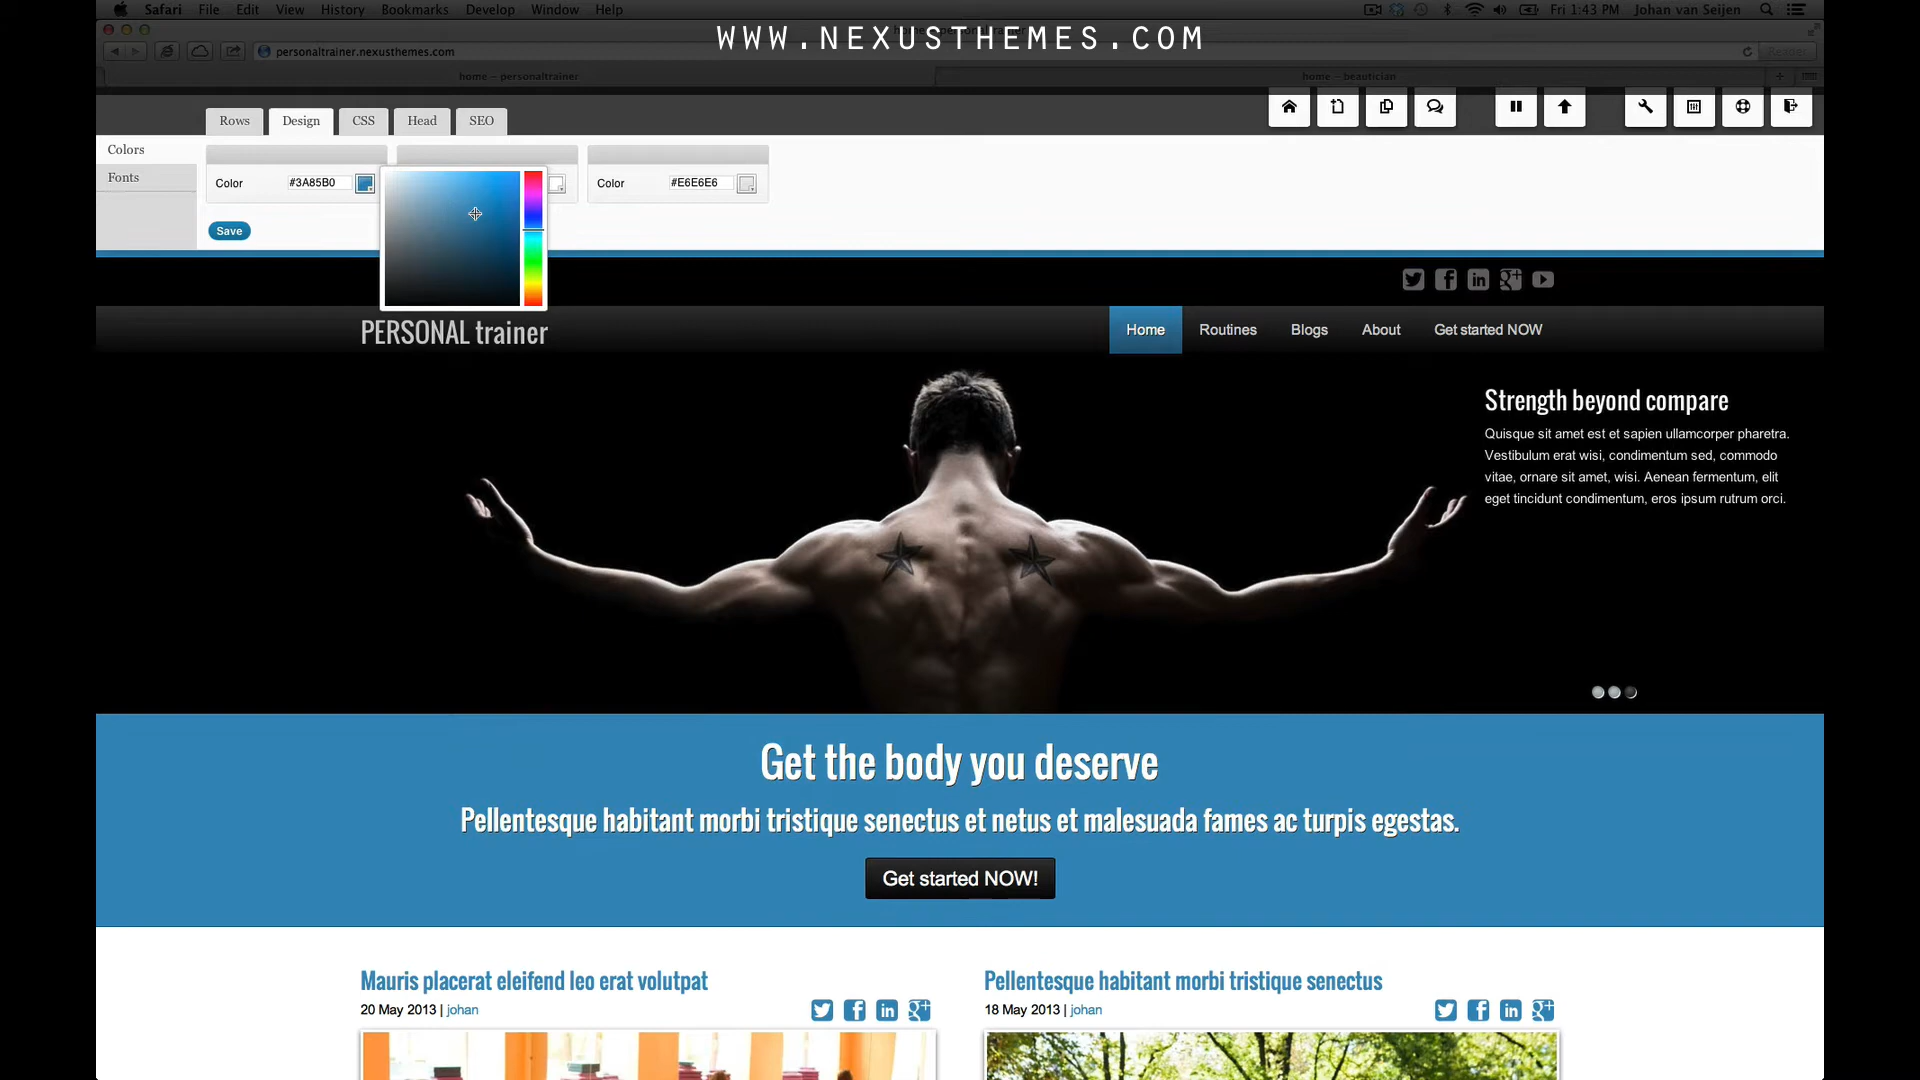 Safari File Edit View History Bookmarks Develop Window Help Fri 1:43 PM Johan van Seijen
WWW.NEXUSTHEMES.COM
personaltrainer.nexusthemes.com Reader
home – personaltrainer home – beautician
Rows Design CSS Head SEO
Colors
Fonts
Color #3A85B0 Color #E6E6E6
Save
PERSONAL trainer Home Routines Blogs About Get started NOW
Strength beyond compare
Quisque sit amet est et sapien ullamcorper pharetra.
Vestibulum erat wisi, condimentum sed, commodo
vitae, ornare sit amet, wisi. Aenean fermentum, elit
eget tincidunt condimentum, eros ipsum rutrum orci.
Get the body you deserve
Pellentesque habitant morbi tristique senectus et netus et malesuada fames ac turpis egestas.
Get started NOW!
Mauris placerat eleifend leo erat volutpat
20 May 2013 | johan
Pellentesque habitant morbi tristique senectus
18 May 2013 | johan